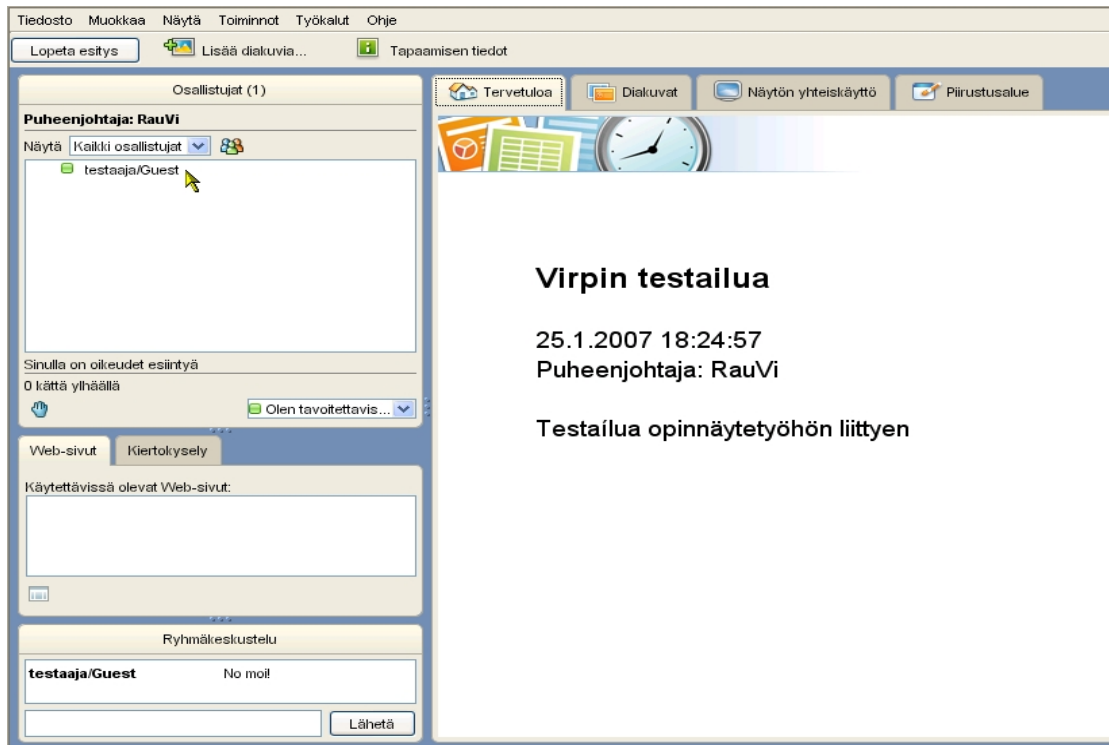 Tiedosto Muokkaa Näytä Toiminnot Työkalut Ohje
Lopeta esitys Lisää diakuvia... Tapaamisen tiedot
Osallistujat (1)
Puheenjohtaja: RauVi
Näytä Kaikki osallistujat
testaaja/Guest
Sinulla on oikeudet esiintyä
0 kättä ylhäällä
Olen tavoitettavis...
Web-sivut Kiertokysely
Käytettävissä olevat Web-sivut:
Ryhmäkeskustelu
testaaja/Guest No moi!
Lähetä
Tervetuloa Diakuvat Näytön yhteiskäyttö Piirustusalue
Virpin testailua
25.1.2007 18:24:57
Puheenjohtaja: RauVi
Testaílua opinnäytetyöhön liittyen